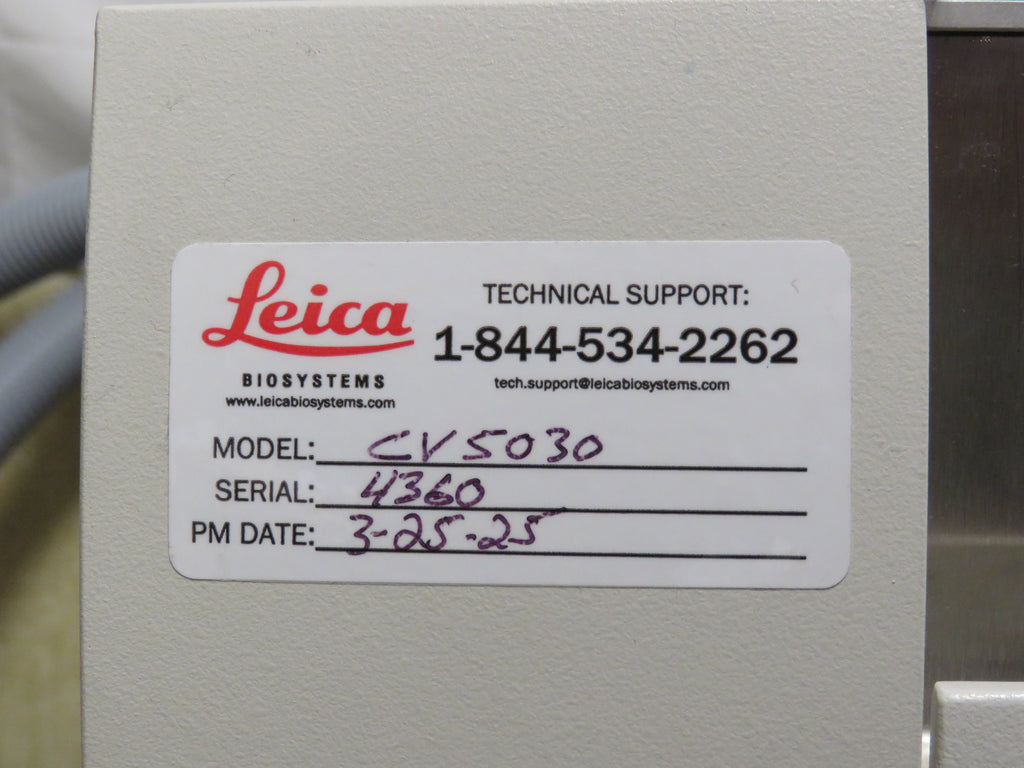 Leica
BIOSYSTEMS
www.leicabiosystems.com
TECHNICAL SUPPORT:
1-844-534-2262
tech.support@leicabiosystems.com
MODEL: CV5030
SERIAL: 4360
PM DATE: 3-25-25